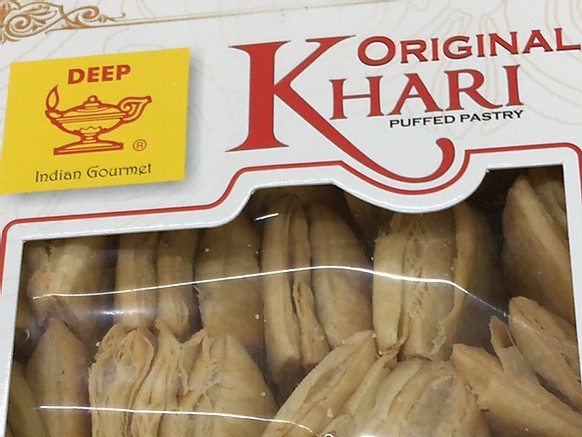 DEEP
®
Indian Gourmet
ORIGINAL
KHARI
PUFFED PASTRY